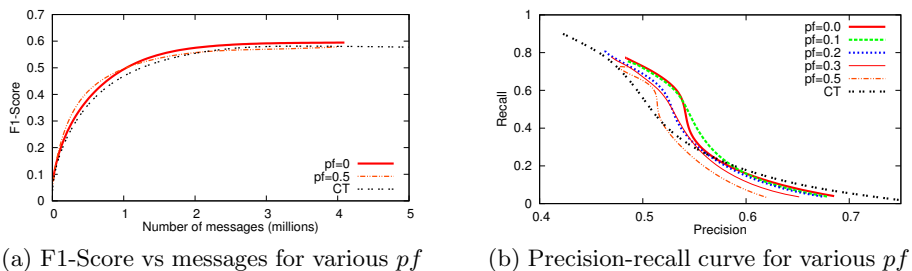 0.7
0.6
0.5
0.4
0.3
0.2
0.1
0
F1-Score
0 1 2 3 4 5
Number of messages (millions)
pf=0
pf=0.5
CT
(a) F1-Score vs messages for various pf
1
0.8
0.6
0.4
0.2
0
Recall
0.4 0.5 0.6 0.7
Precision
pf=0.0
pf=0.1
pf=0.2
pf=0.3
pf=0.5
CT
(b) Precision-recall curve for various pf